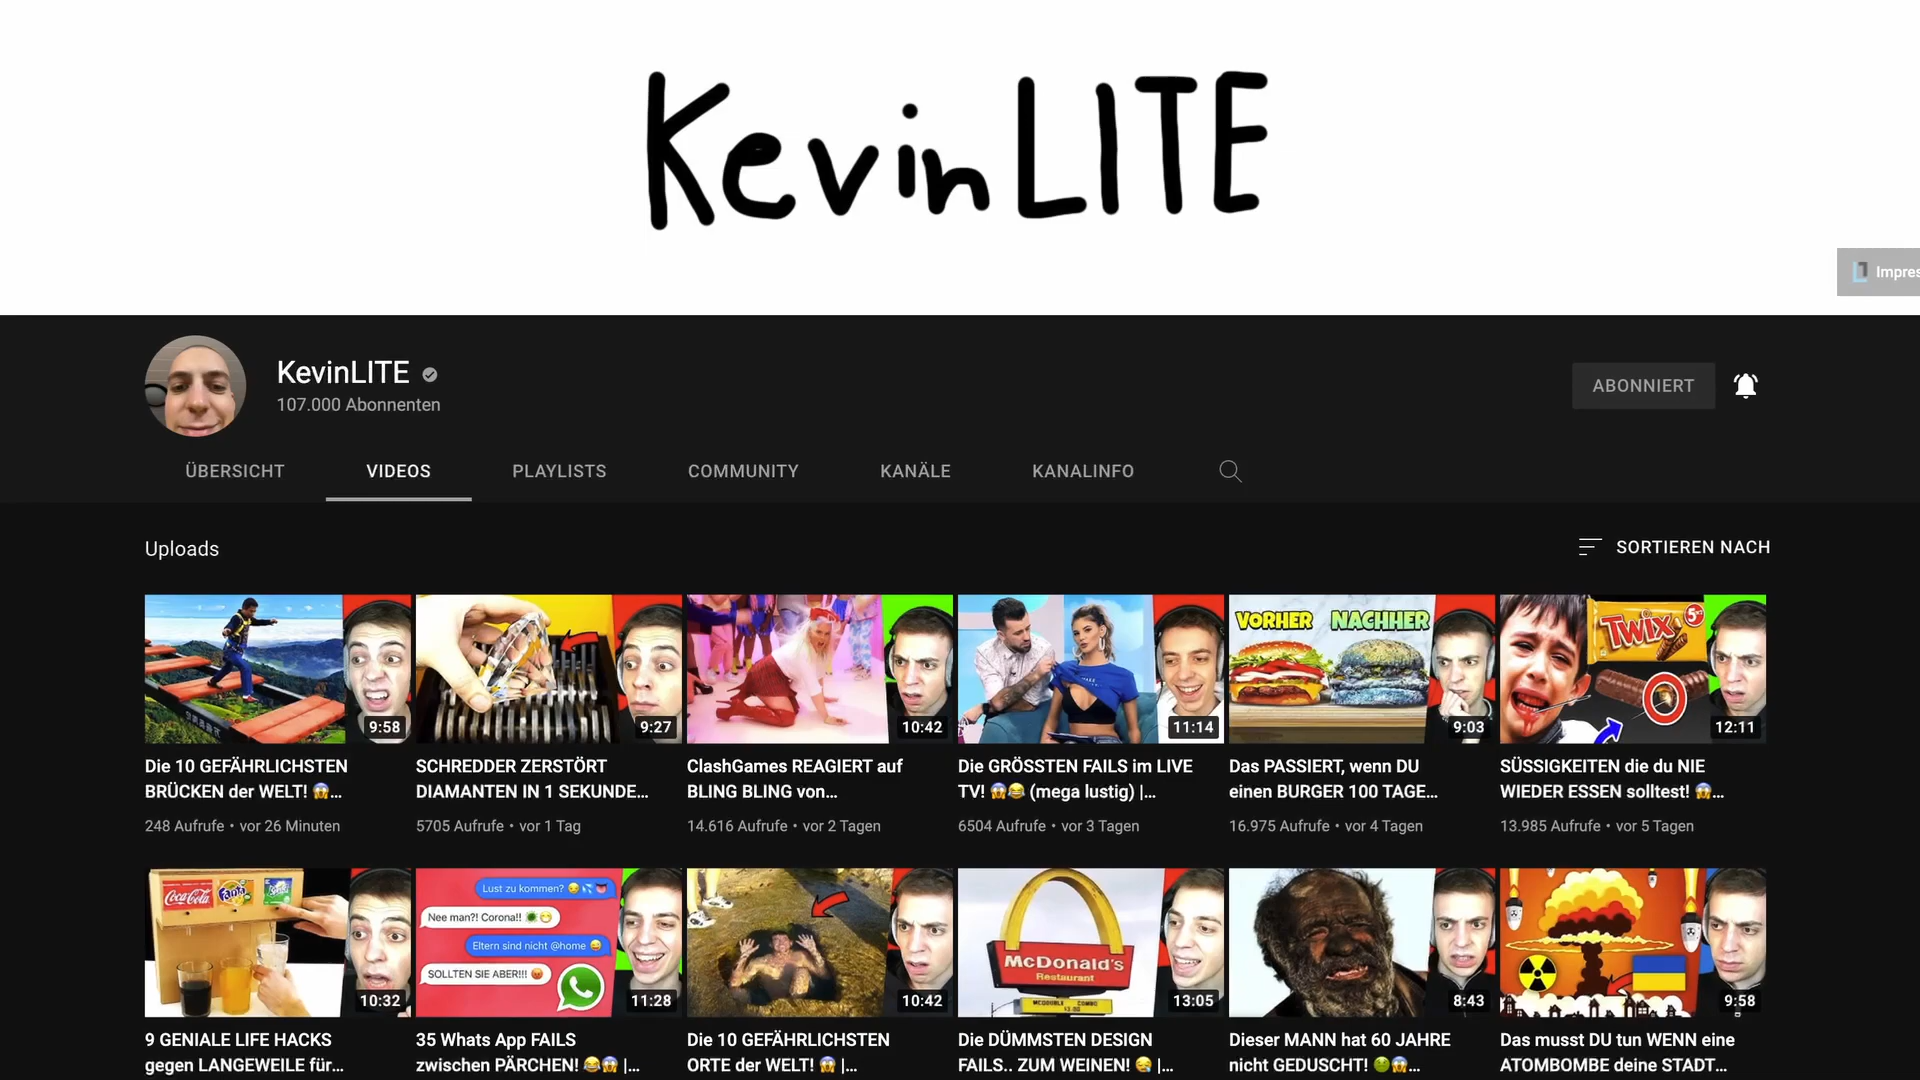 KevinLITE
Impres
KevinLITE
107.000 Abonnenten
ABONNIERT
ÜBERSICHT
VIDEOS
PLAYLISTS
COMMUNITY
KANÄLE
KANALINFO
Uploads
SORTIEREN NACH
VORHER NACHHER
TWIX
9:58
9:27
10:42
11:14
9:03
12:11
Die 10 GEFÄHRLICHSTEN
BRÜCKEN der WELT! 😱...
248 Aufrufe • vor 26 Minuten
SCHREDDER ZERSTÖRT
DIAMANTEN IN 1 SEKUNDE...
5705 Aufrufe • vor 1 Tag
ClashGames REAGIERT auf
BLING BLING von...
14.616 Aufrufe • vor 2 Tagen
Die GRÖSSTEN FAILS im LIVE
TV! 😱😂 (mega lustig) |...
6504 Aufrufe • vor 3 Tagen
Das PASSIERT, wenn DU
einen BURGER 100 TAGE...
16.975 Aufrufe • vor 4 Tagen
SÜSSIGKEITEN die du NIE
WIEDER ESSEN solltest! 😱...
13.985 Aufrufe • vor 5 Tagen
Coca-Cola
Fanta
10:32
Lust zu kommen?
Nee man?! Corona!!
Eltern sind nicht @home
SOLLTEN SIE ABER!!!
11:28
10:42
McDonald's
Restaurant
MCDOUBLE COMBO
13:05
8:43
9:58
9 GENIALE LIFE HACKS
gegen LANGEWEILE für...
35 Whats App FAILS
zwischen PÄRCHEN! 😂😱 |...
Die 10 GEFÄHRLICHSTEN
ORTE der WELT! 😱 |...
Die DÜMMSTEN DESIGN
FAILS.. ZUM WEINEN! 😪 |...
Dieser MANN hat 60 JAHRE
nicht GEDUSCHT! 🤢😱...
Das musst DU tun WENN eine
ATOMBOMBE deine STADT...